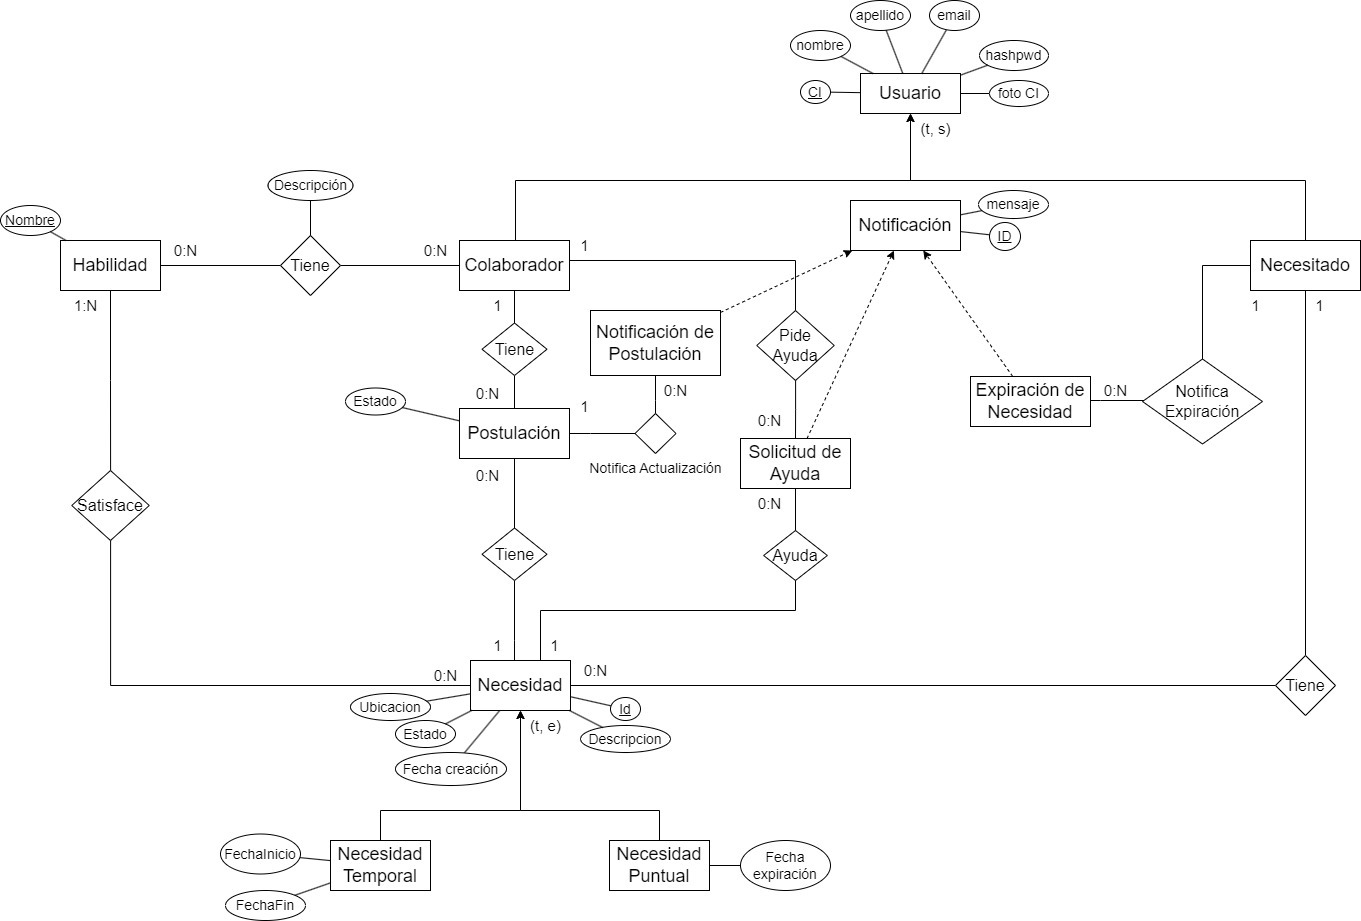 apellido
email
nombre
hashpwd
CI
Usuario
foto CI
(t, s)
Descripción
Nombre
mensaje
Notificación
ID
0:N
0:N
1
Habilidad
Tiene
Colaborador
Necesitado
1:N
1
1
1
Notificación de
Postulación
Pide
Ayuda
Tiene
0:N
0:N
Estado
1
Expiración de
Necesidad
0:N
Notifica
Expiración
0:N
Postulación
Notifica Actualización
0:N
Solicitud de
Ayuda
0:N
Satisface
Tiene
Ayuda
1
1
0:N
0:N
Necesidad
Tiene
Ubicacion
Id
Estado
(t, e)
Descripcion
Fecha creación
FechaInicio
Necesidad
Temporal
Necesidad
Puntual
Fecha
expiración
FechaFin